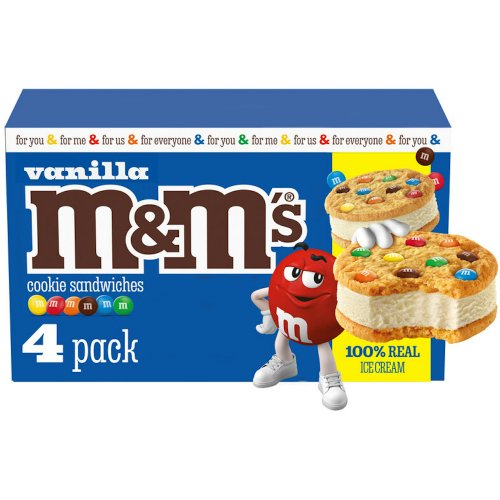 for you & for me & for us & for everyone & for you & for me & for us & for everyone & for you &
vanilla
m&m's®
cookie sandwiches
m m m m m m
4 pack
m
100% REAL
ICE CREAM